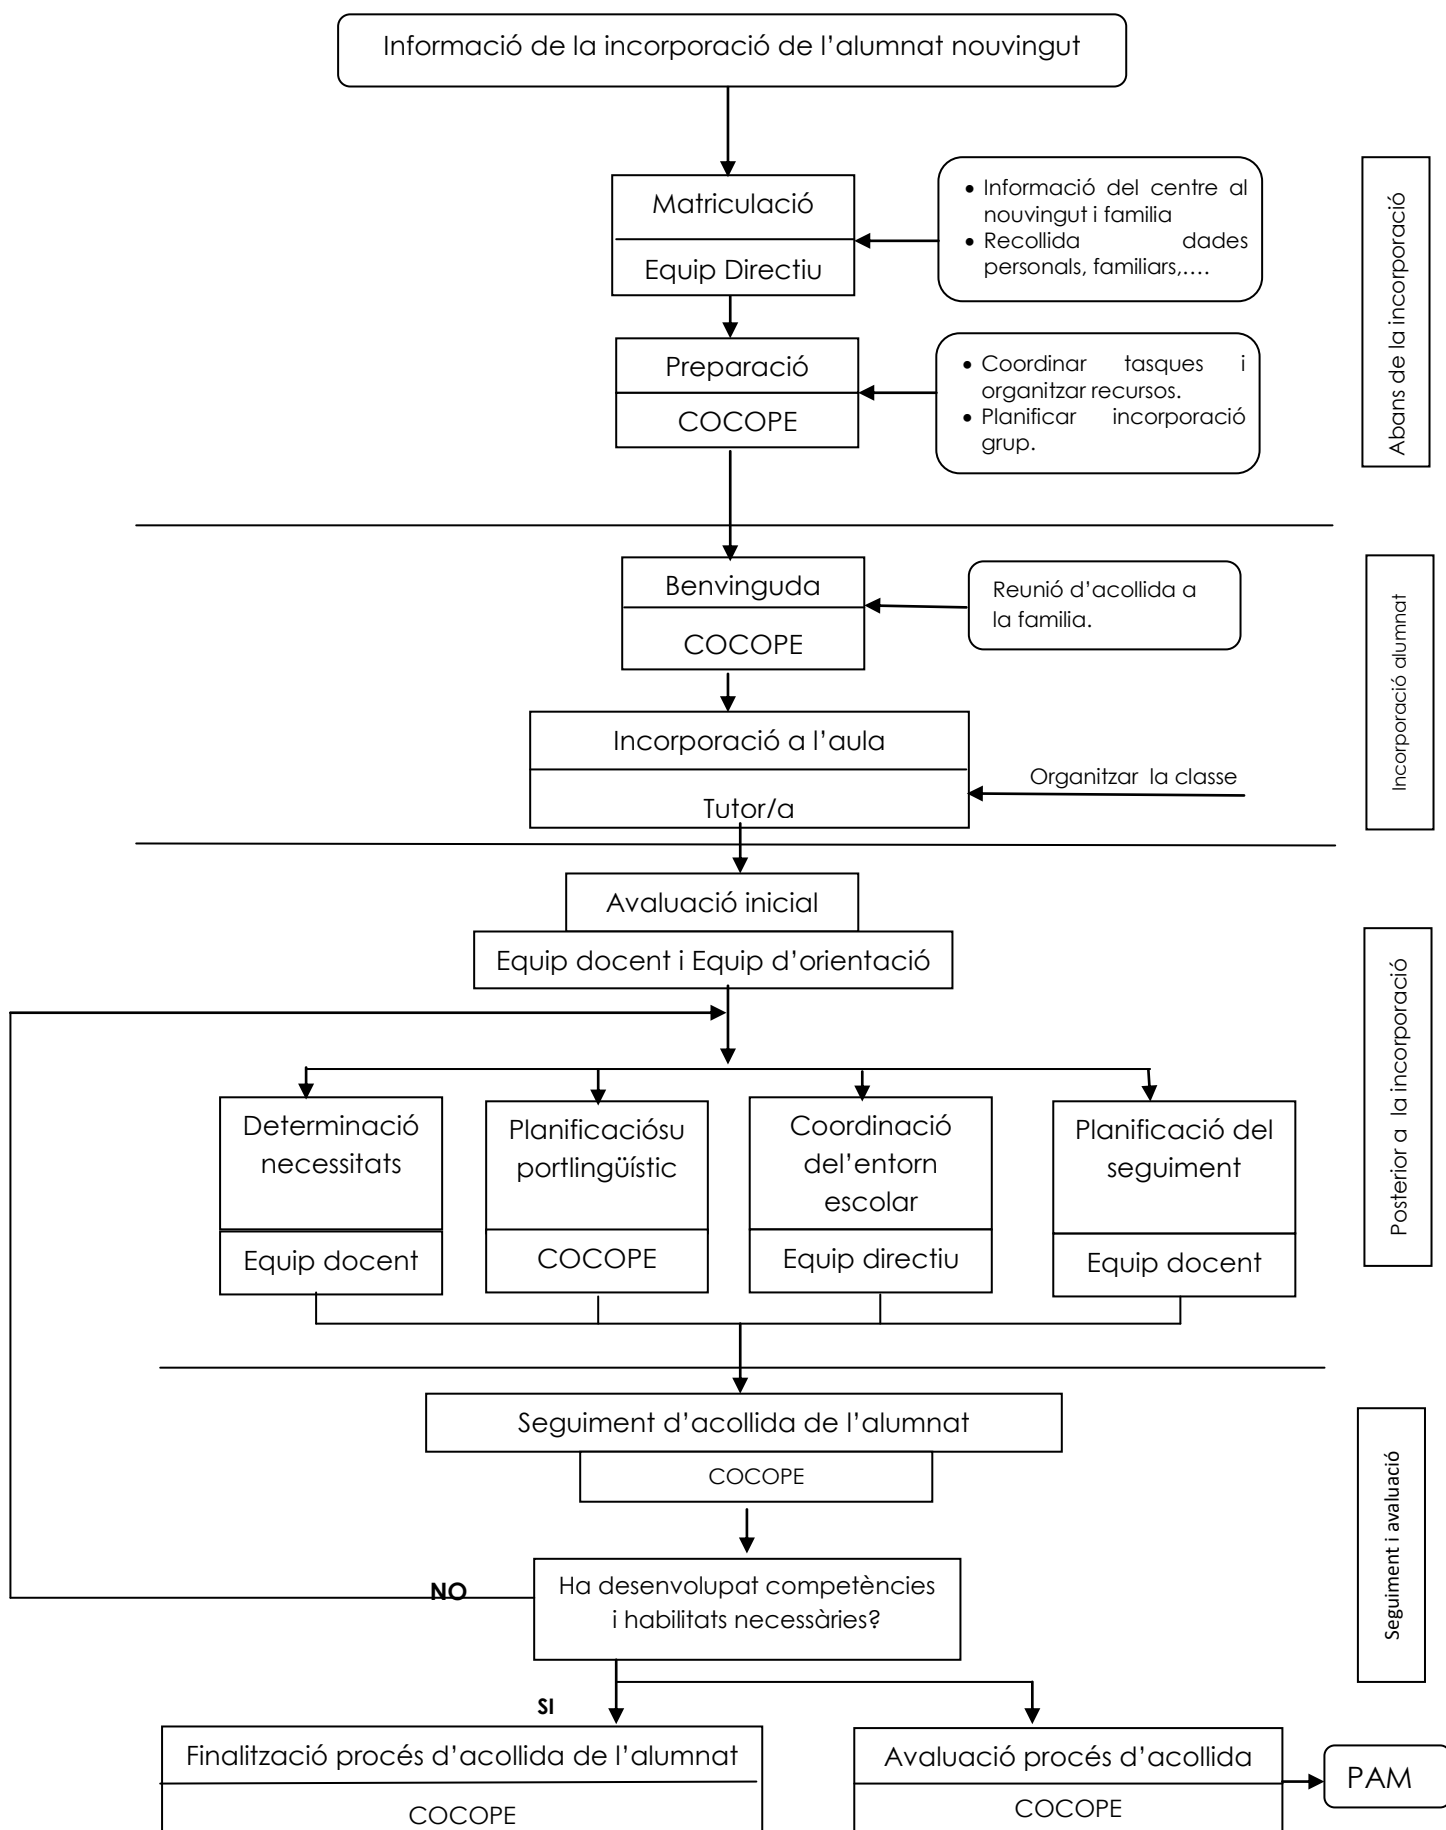 Informació de la incorporació de l’alumnat nouvingut
Matriculació
Equip Directiu
• Informació del centre al
nouvingut i familia
• Recollida dades
personals, familiars,....
Preparació
COCOPE
• Coordinar tasques i
organitzar recursos.
• Planificar incorporació
grup.
Abans de la incorporació
Benvinguda
COCOPE
Reunió d’acollida a
la familia.
Incorporació a l’aula
Tutor/a
Organitzar la classe
Incorporació alumnat
Avaluació inicial
Equip docent i Equip d’orientació
Determinació
necessitats
Equip docent
Planificaciósu
portlingüístic
COCOPE
Coordinació
del’entorn
escolar
Equip directiu
Planificació del
seguiment
Equip docent
Posterior a la incorporació
Seguiment d’acollida de l’alumnat
COCOPE
Ha desenvolupat competències
i habilitats necessàries?
NO
SI
Seguiment i avaluació
Finalització procés d’acollida de l’alumnat
COCOPE
Avaluació procés d’acollida
COCOPE
PAM